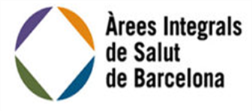 Àrees Integrals
de Salut
de Barcelona